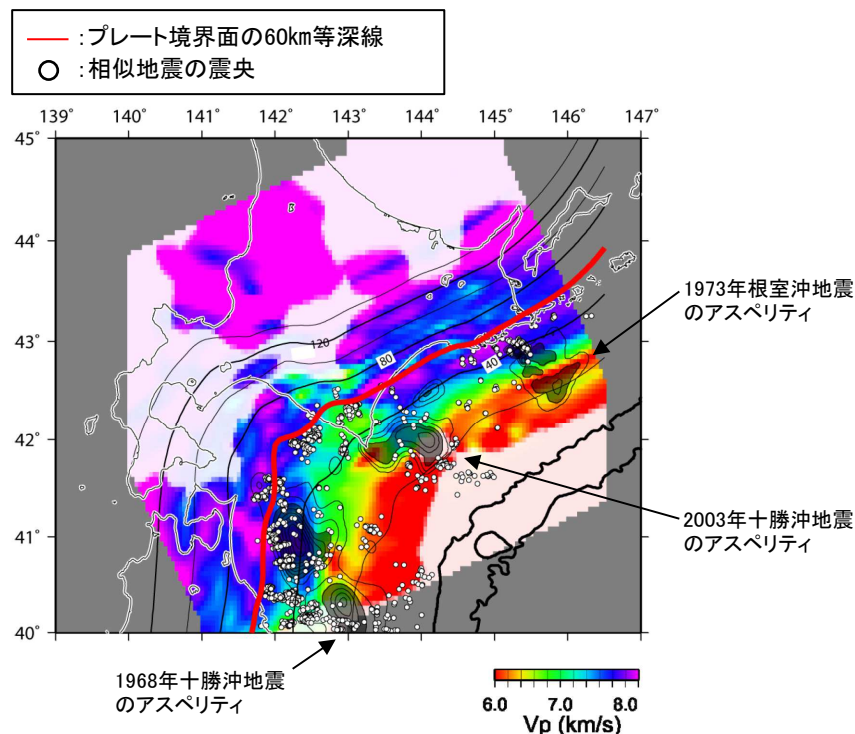 ：プレート境界面の60km等深線
：相似地震の震央
139° 140° 141° 142° 143° 144° 145° 146° 147°
45°
44°
43°
42°
41°
40°
120
80
40
1973年根室沖地震
のアスペリティ
2003年十勝沖地震
のアスペリティ
1968年十勝沖地震
のアスペリティ
6.0 7.0 8.0
Vp (km/s)